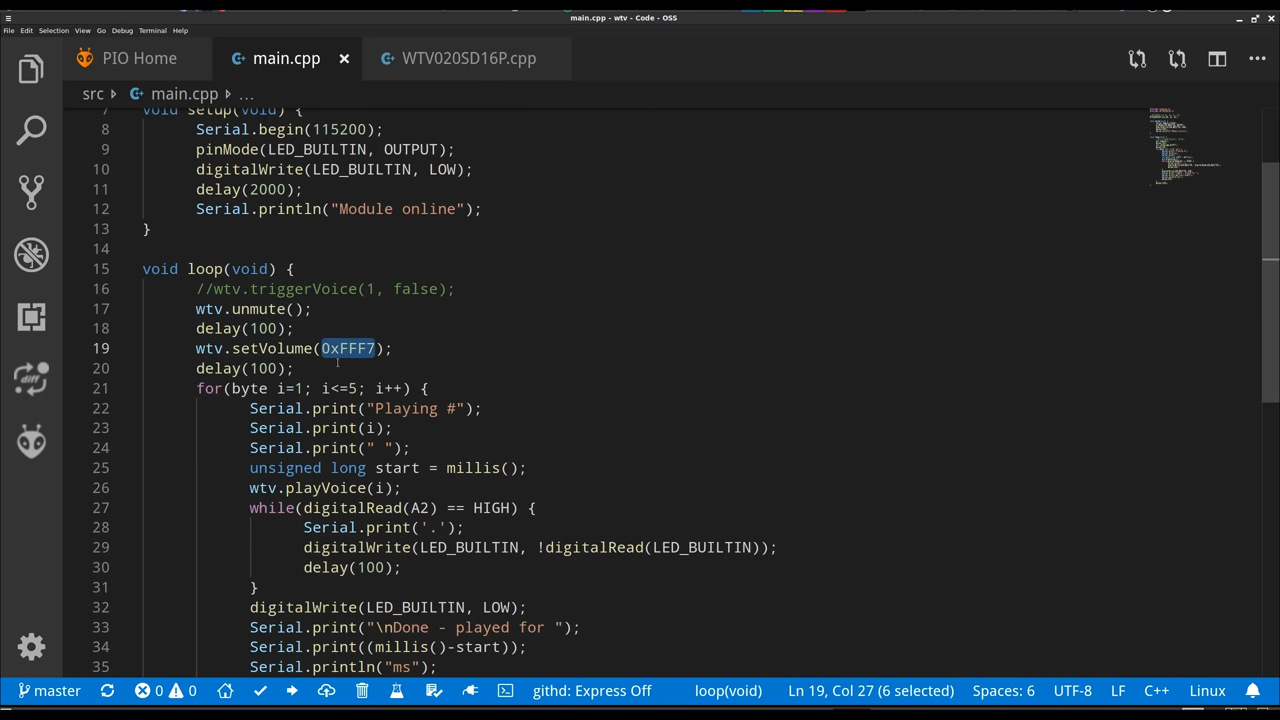 main.cpp - wtv - Code - OSS
File Edit Selection View Go Debug Terminal Help
PIO Home main.cpp × WTV020SD16P.cpp
src main.cpp ...
7 void setup(void) {
8 Serial.begin(115200);
9 pinMode(LED_BUILTIN, OUTPUT);
10 digitalWrite(LED_BUILTIN, LOW);
11 delay(2000);
12 Serial.println("Module online");
13 }
14
15 void loop(void) {
16 //wtv.triggerVoice(1, false);
17 wtv.unmute();
18 delay(100);
19 wtv.setVolume(0xFFF7);
20 delay(100);
21 for(byte i=1; i<=5; i++) {
22 Serial.print("Playing #");
23 Serial.print(i);
24 Serial.print(" ");
25 unsigned long start = millis();
26 wtv.playVoice(i);
27 while(digitalRead(A2) == HIGH) {
28 Serial.print('.');
29 digitalWrite(LED_BUILTIN, !digitalRead(LED_BUILTIN));
30 delay(100);
31 }
32 digitalWrite(LED_BUILTIN, LOW);
33 Serial.print("\nDone - played for ");
34 Serial.print((millis()-start));
35 Serial.println("ms");
diff
master 0 0 githd: Express Off loop(void) Ln 19, Col 27 (6 selected) Spaces: 6 UTF-8 LF C++ Linux